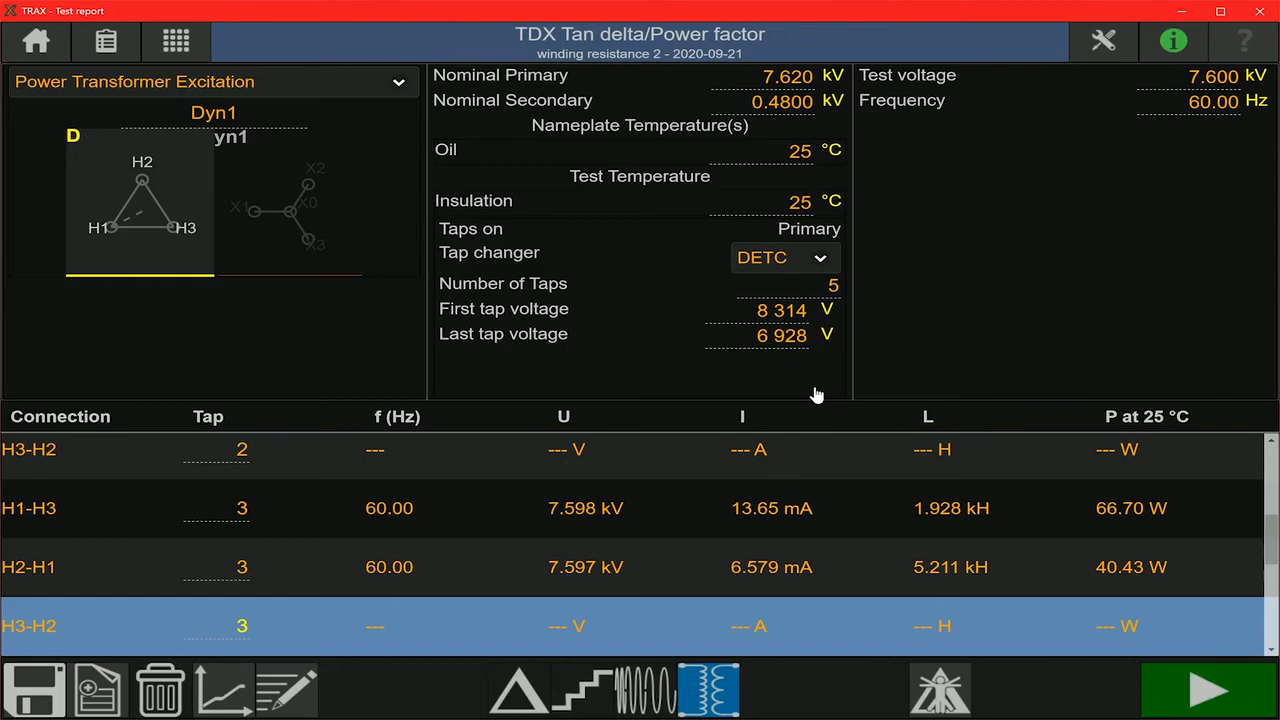 TRAX - Test report
TDX Tan delta/Power factor
winding resistance 2 - 2020-09-21
?
Power Transformer Excitation
Dyn1
D
yn1
H2
H1
H3
X2
X1
X0
X3
Nominal Primary 7.620 kV
Nominal Secondary 0.4800 kV
Nameplate Temperature(s)
Oil 25 °C
Test Temperature
Insulation 25 °C
Taps on Primary
Tap changer DETC
Number of Taps 5
First tap voltage 8 314 V
Last tap voltage 6 928 V
Test voltage 7.600 kV
Frequency 60.00 Hz
Connection Tap f (Hz) U I L P at 25 °C
H3-H2 2 --- --- V --- A --- H --- W
H1-H3 3 60.00 7.598 kV 13.65 mA 1.928 kH 66.70 W
H2-H1 3 60.00 7.597 kV 6.579 mA 5.211 kH 40.43 W
H3-H2 3 --- --- V --- A --- H --- W